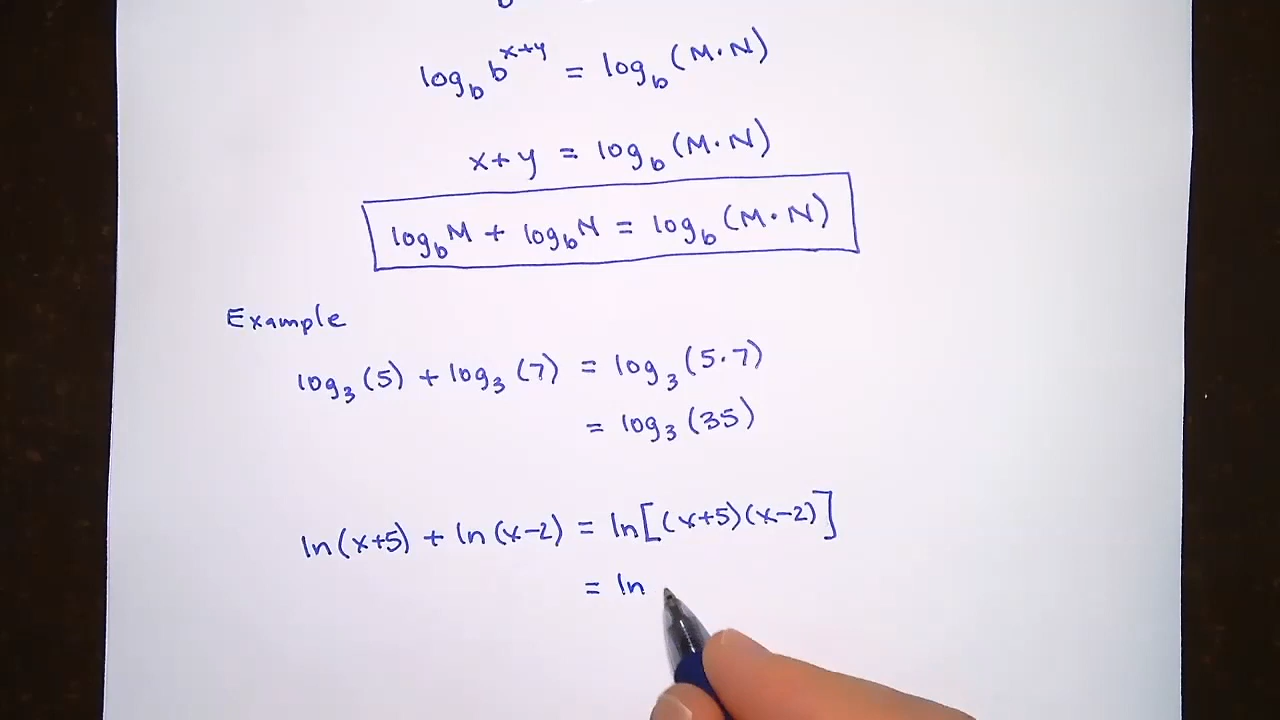 log_b b^{x+y} = log_b (M·N)
x+y = log_b (M·N)
log_b M + log_b N = log_b (M·N)
Example
log_3 (5) + log_3 (7) = log_3 (5·7)
= log_3 (35)
ln(x+5) + ln(x-2) = ln[(x+5)(x-2)]
= ln